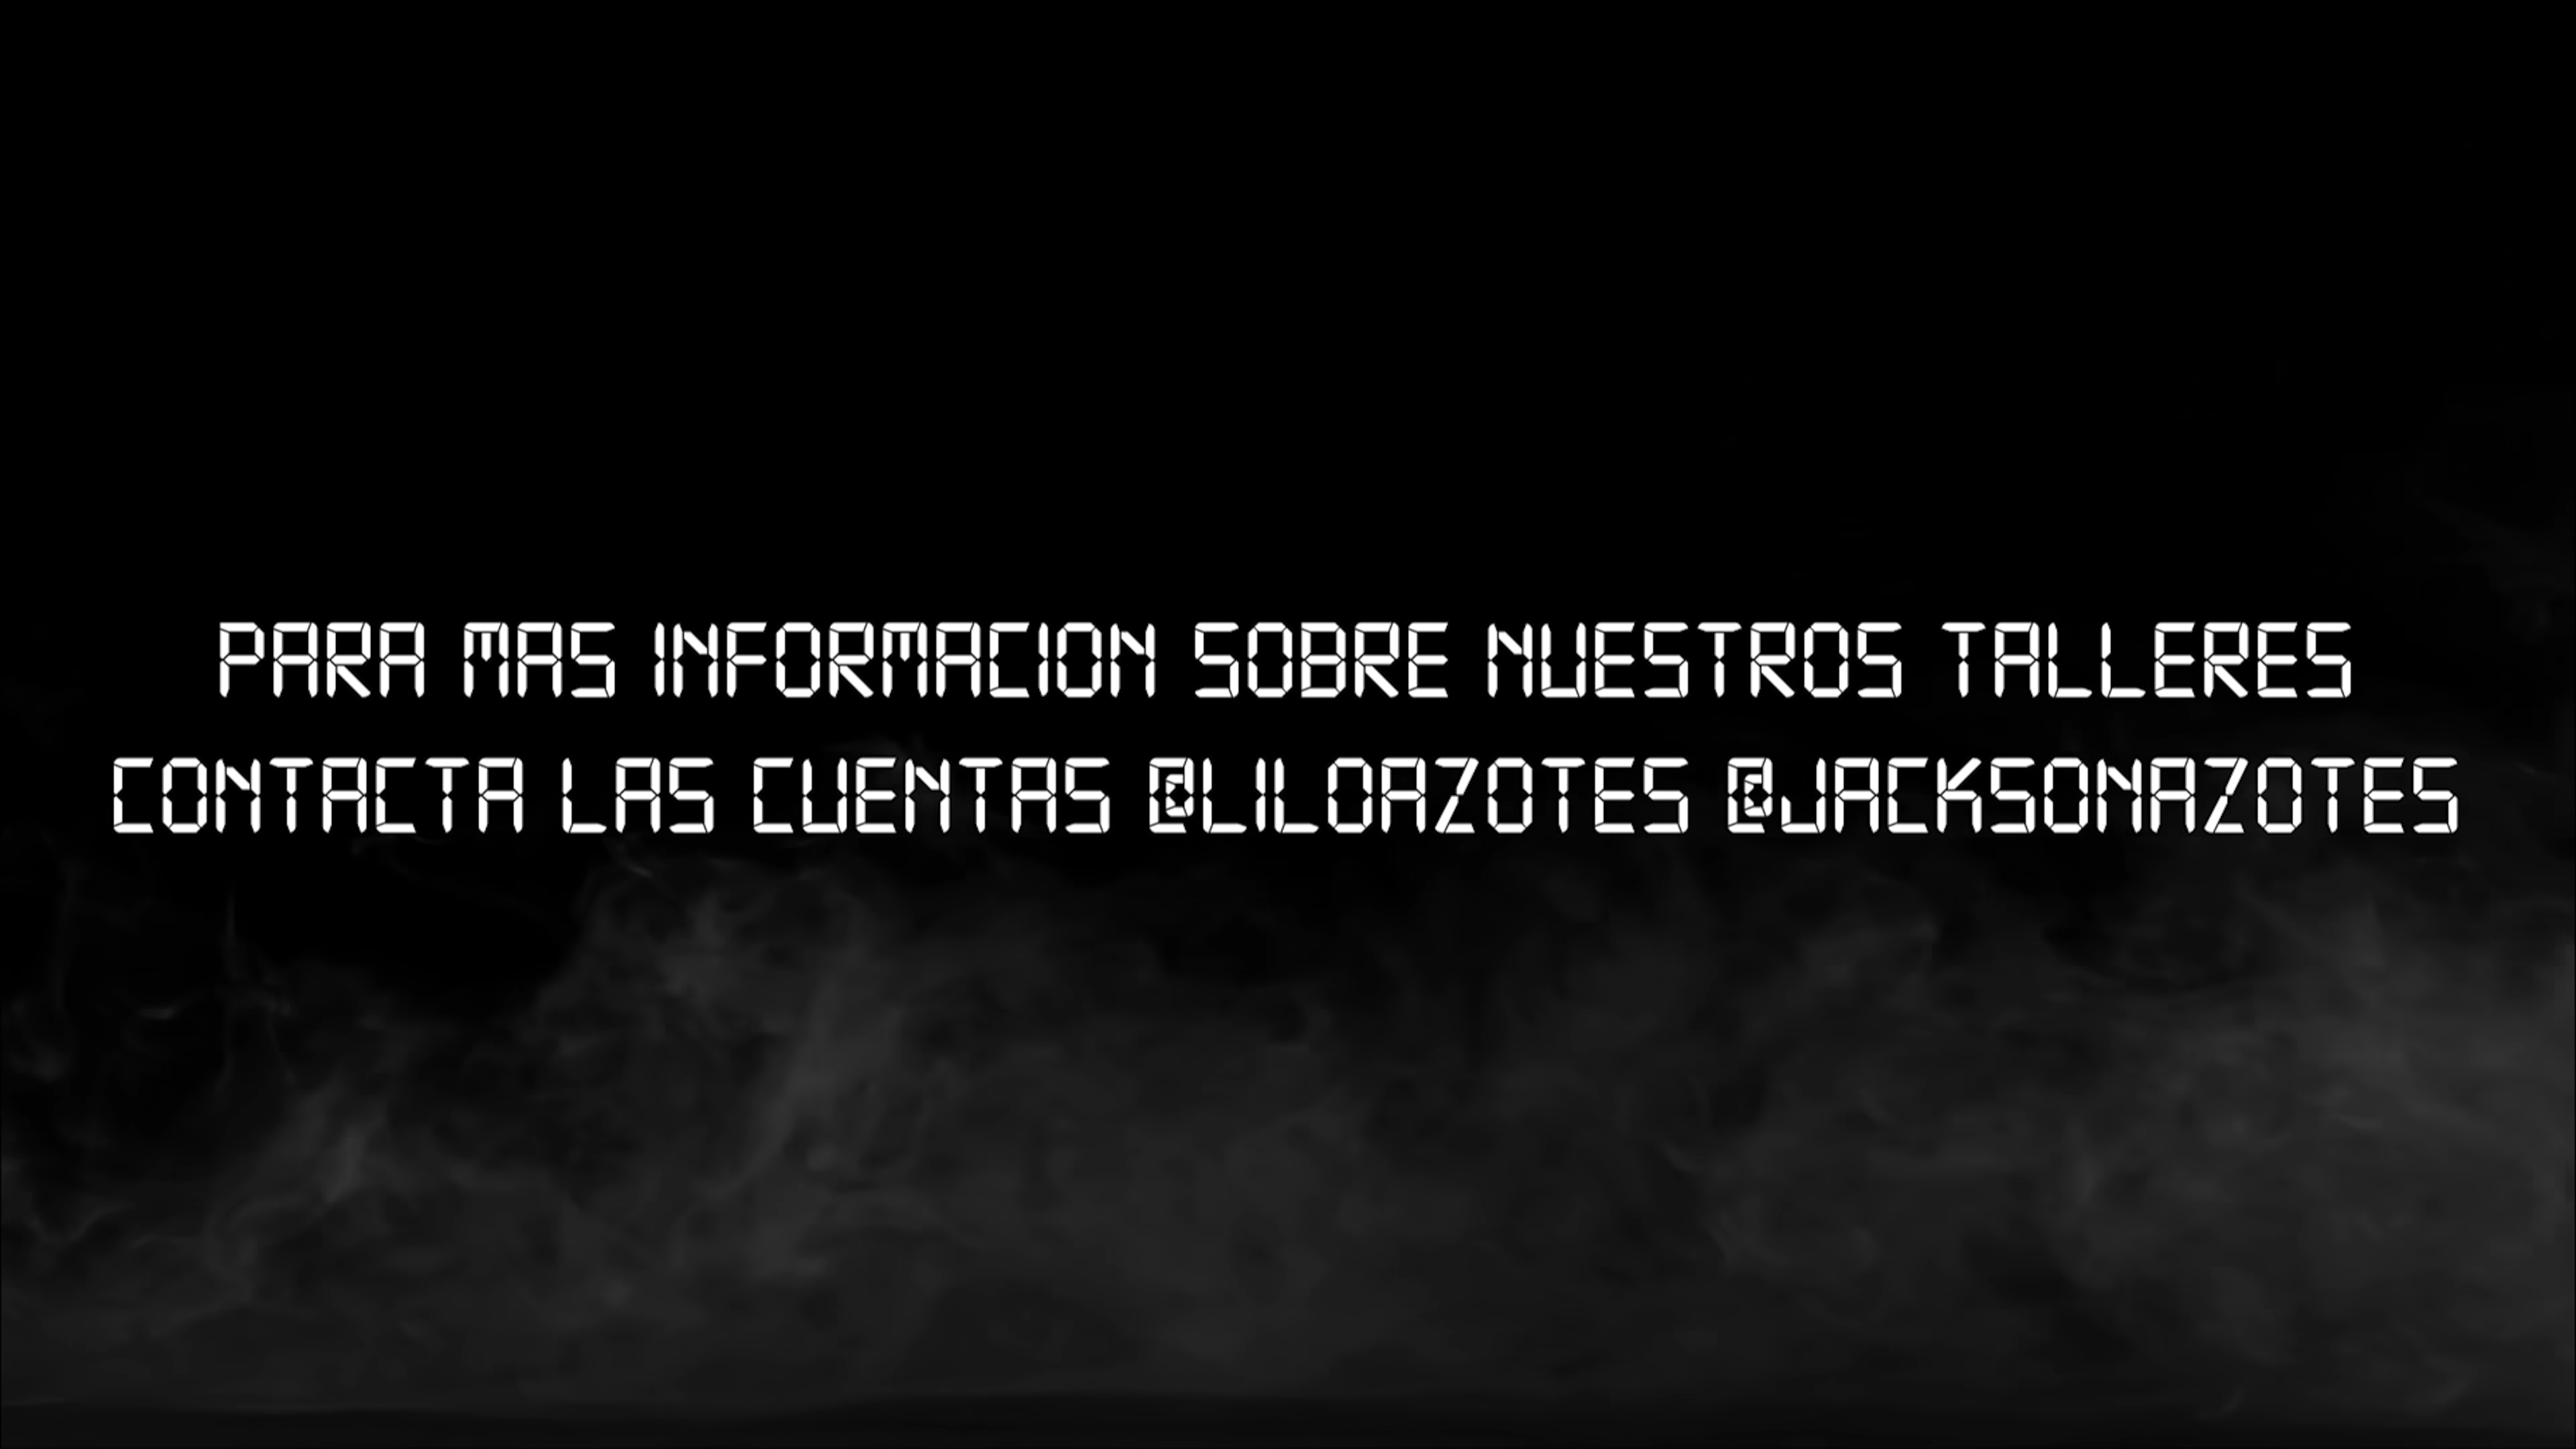 PARA MAS INFORMACION SOBRE NUESTROS TALLERES
CONTACTA LAS CUENTAS @LILOAZOTES @JACKSONAZOTES